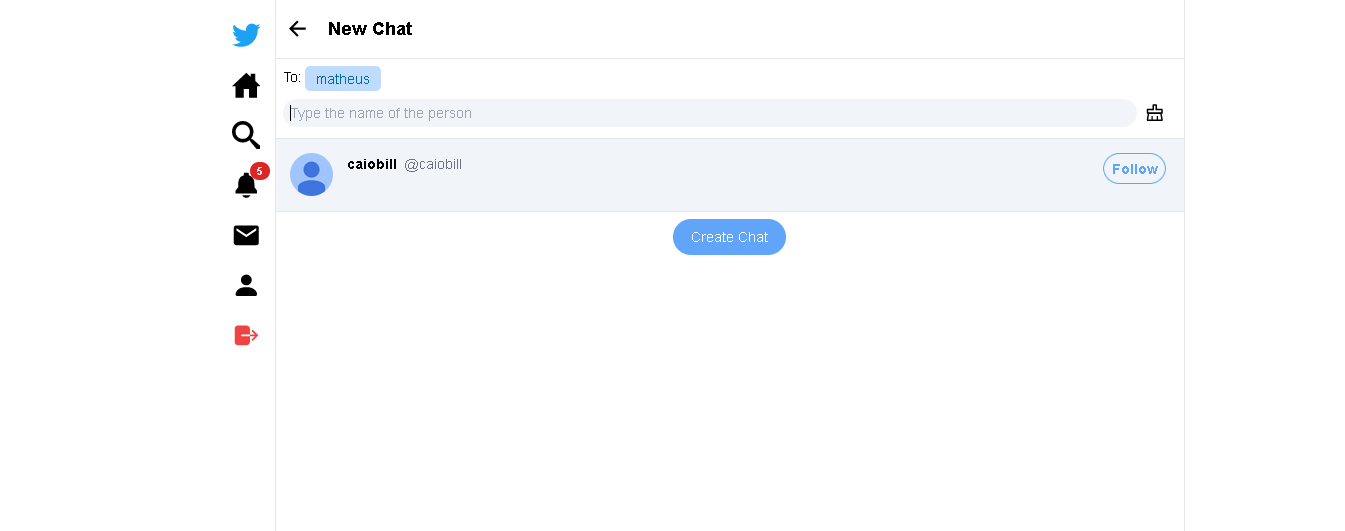 New Chat
To: matheus
Type the name of the person
5
caiobill @caiobill Follow
Create Chat